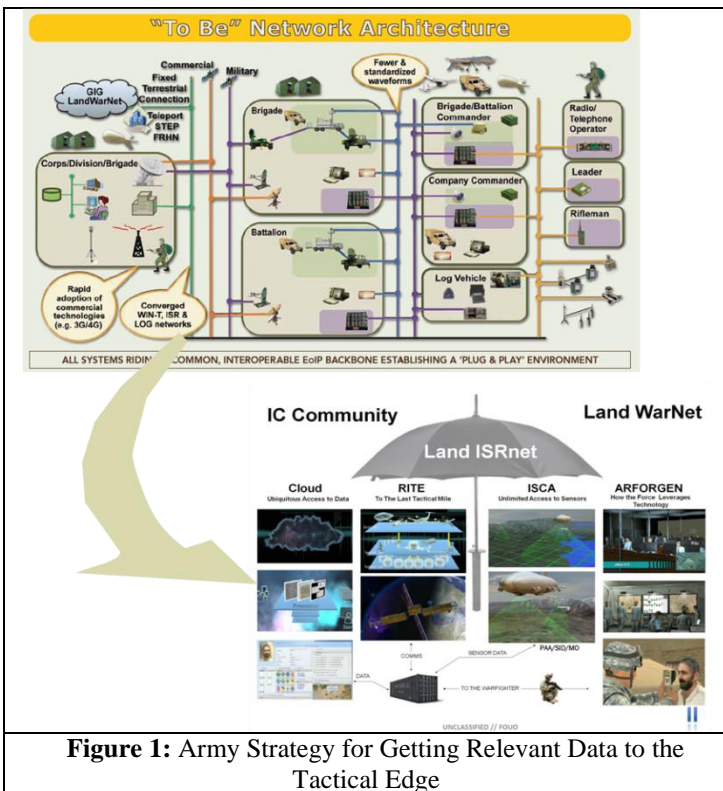 "To Be" Network Architecture
Commercial
Military
Fixed
Terrestrial
Connection
GIG
LandWarNet
Teleport
STEP
FRHN
Fewer &
standardized
waveforms
Corps/Division/Brigade
Brigade
Brigade/Battalion
Commander
Radio/
Telephone
Operator
Company Commander
Leader
Rifleman
Battalion
Log Vehicle
Rapid
adoption of
commercial
technologies
(e.g. 3G/4G)
Converged
WIN-T, ISR &
LOG networks
ALL SYSTEMS RIDIN COMMON, INTEROPERABLE EoIP BACKBONE ESTABLISHING A 'PLUG & PLAY' ENVIRONMENT
IC Community
Land WarNet
Land ISRnet
Cloud
Ubiquitous Access to Data
RITE
To The Last Tactical Mile
ISCA
Unlimited Access to Sensors
ARFORGEN
How the Force Leverages
Technology
PAA/SID/MO
COMMS
SENSOR DATA
DATA
TO THE WARFIGHTER
UNCLASSIFIED // FOUO
Figure 1: Army Strategy for Getting Relevant Data to the
Tactical Edge